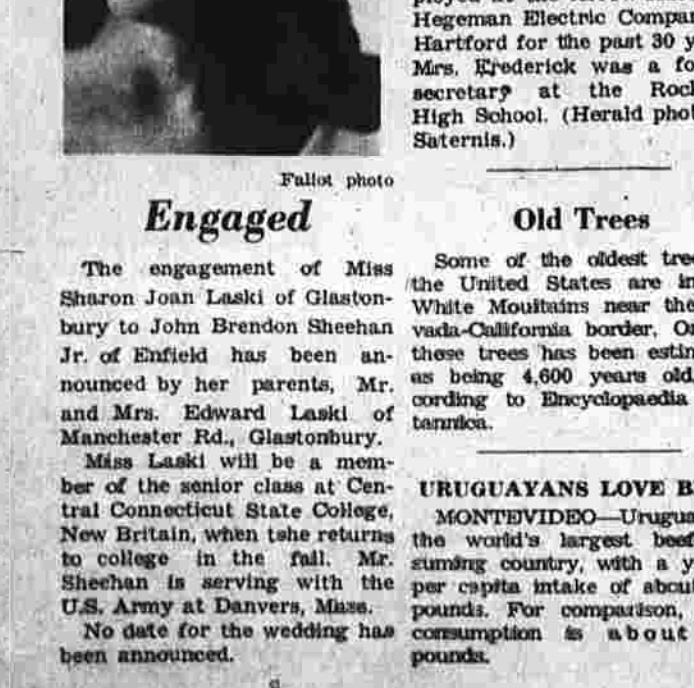 Fallot photo
Engaged
The engagement of Miss
Sharon Joan Laski of Glaston-
bury to John Brendon Sheehan
Jr. of Enfield has been an-
nounced by her parents, Mr.
and Mrs. Edward Laski of
Manchester Rd., Glastonbury.
Miss Laski will be a mem-
ber of the senior class at Cen-
tral Connecticut State College,
New Britain, when tshe returns
to college in the fall. Mr.
Sheehan is serving with the
U.S. Army at Danvers, Mass.
No date for the wedding has
been announced.
Hegeman Electric Compa
Hartford for the past 30 y
Mrs. Frederick was a fo
secretary at the Rock
High School. (Herald phot
Saternis.)
Old Trees
Some of the oldest tre
the United States are in
White Mouitains near the
vada-California border. O
these trees has been estim
as being 4,600 years old
cording to Encyclopaedia
tannica.
URUGUAYANS LOVE B
MONTEVIDEO—Urugua
the world's largest beef
suming country, with a y
per capita intake of abou
pounds. For comparison,
consumption is about
pounds.